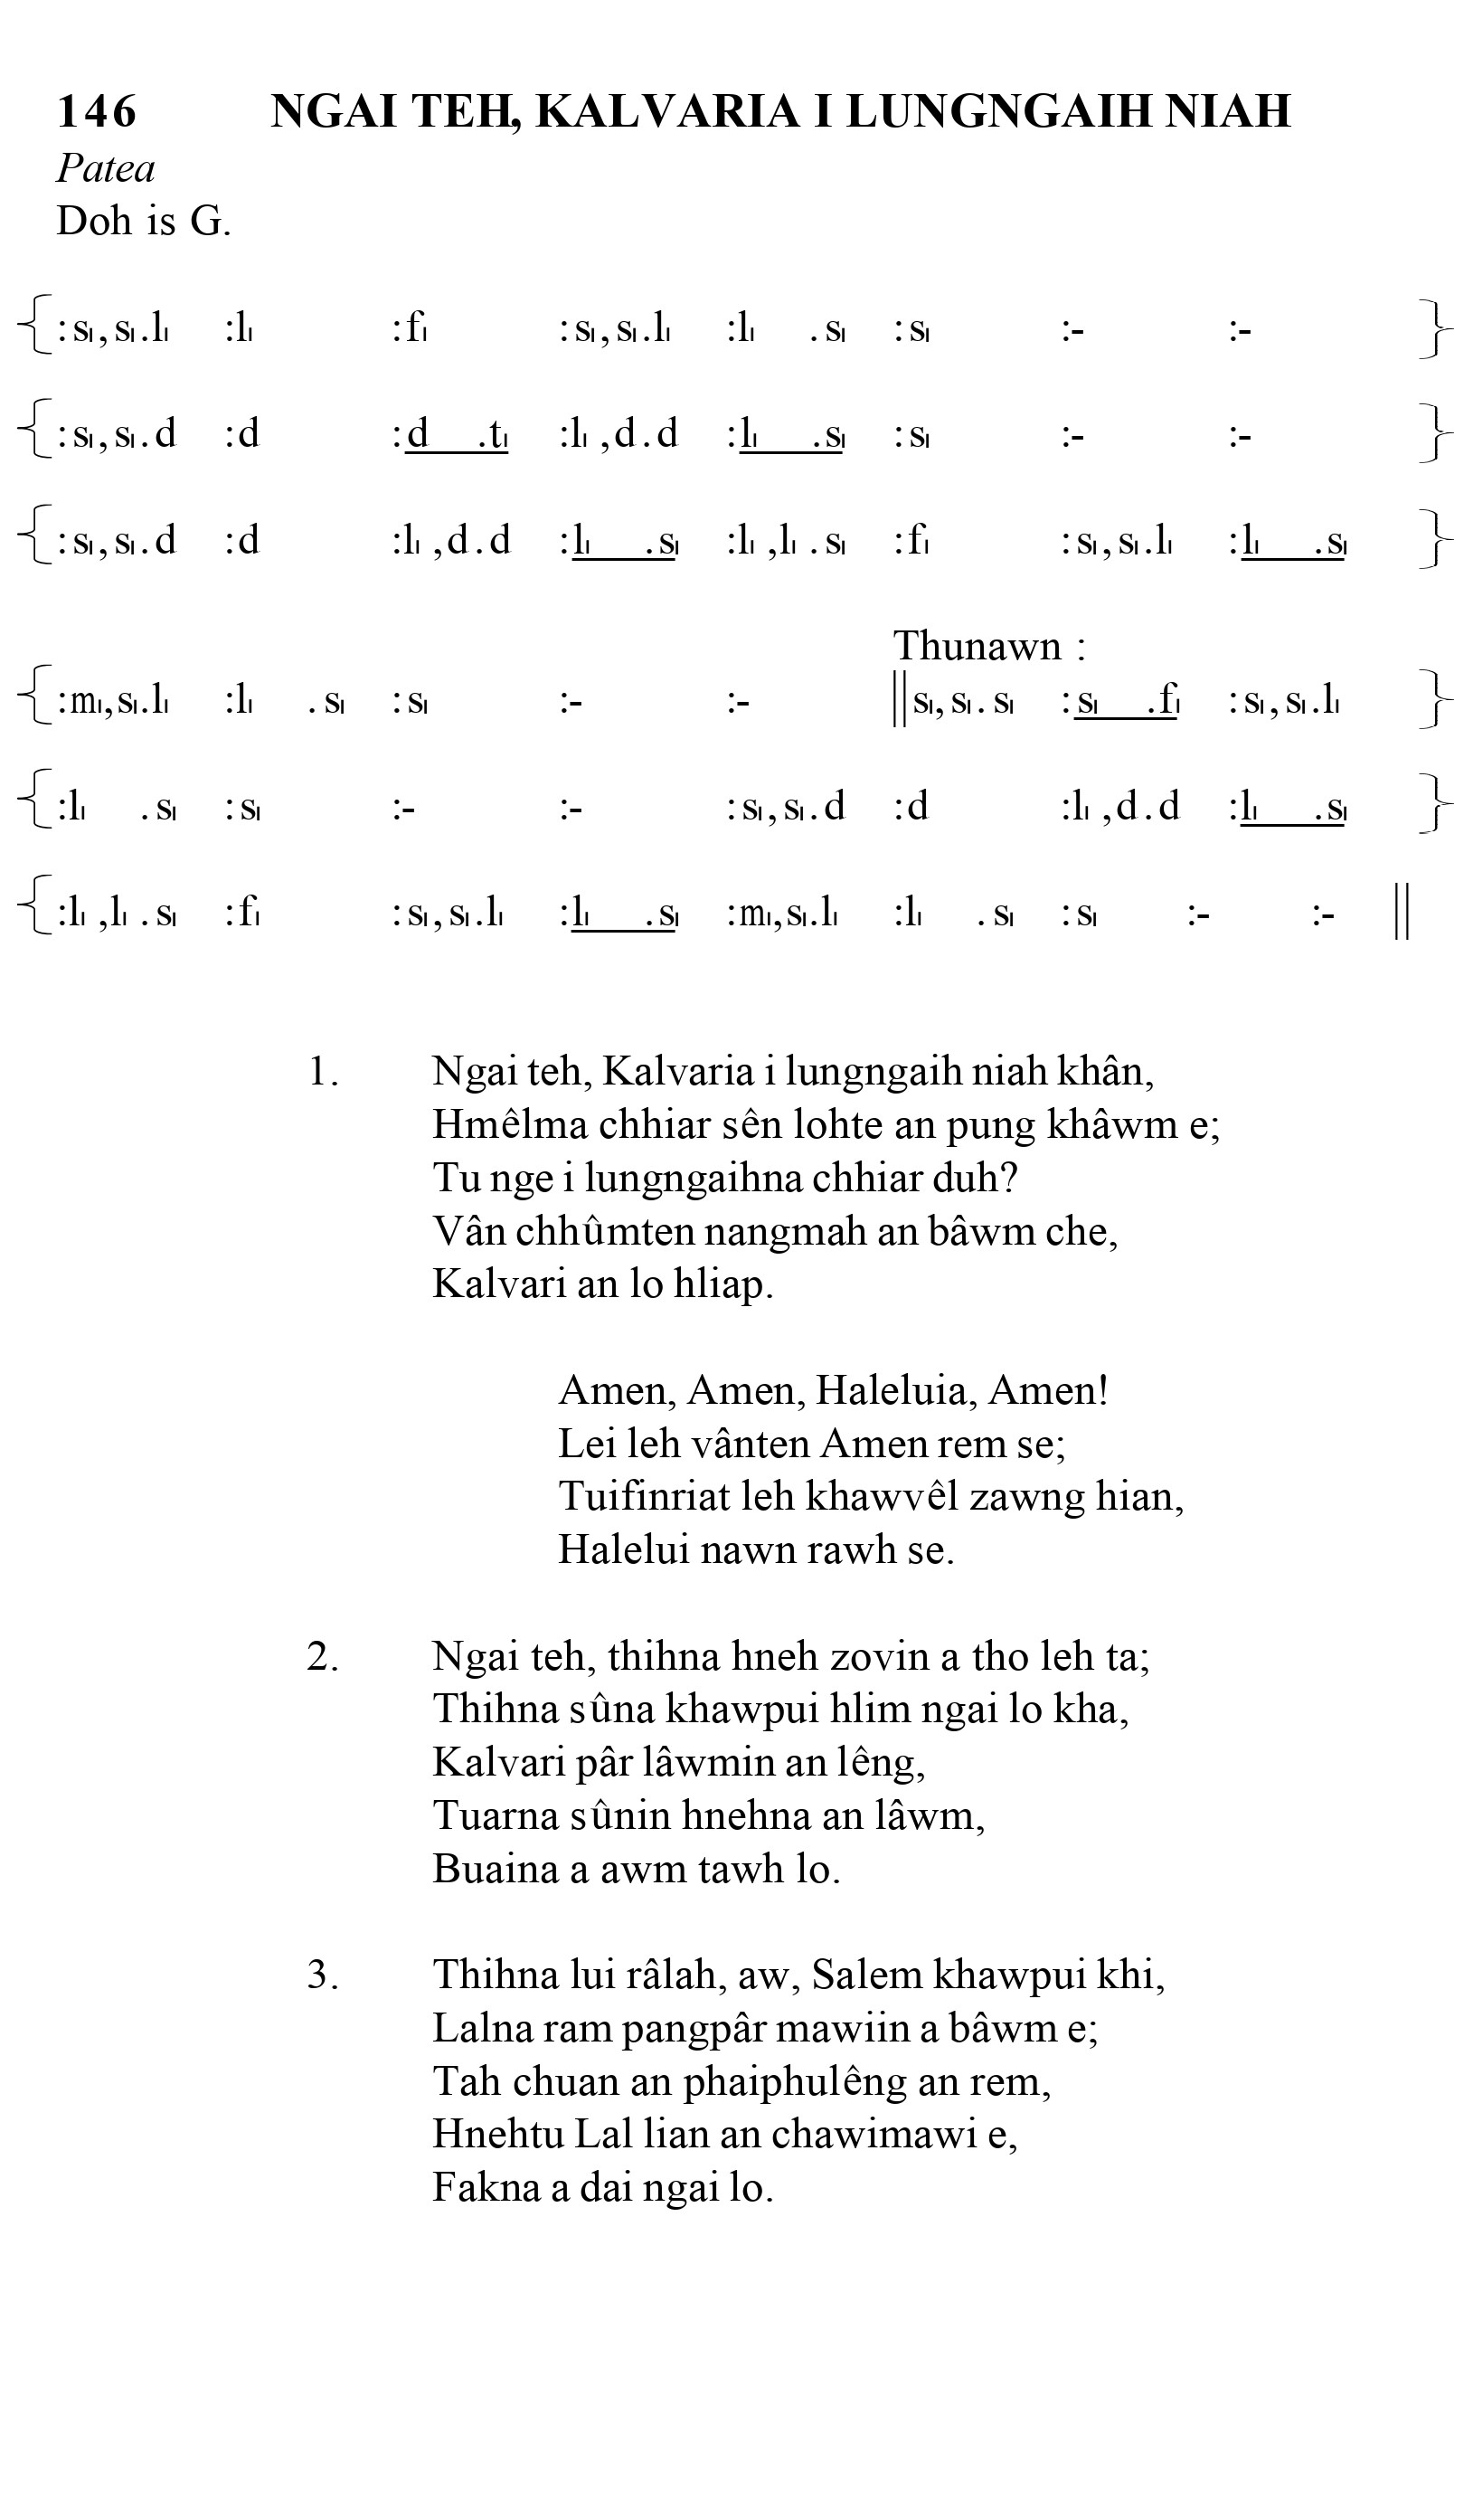 146 NGAI TEH, KALVARIA I LUNGNGAIH NIAH
Patea
Doh is G.
{:s₁,s₁.l₁ :l₁ :f₁ :s₁,s₁.l₁ :l₁ .s₁ :s₁ :- :- }
{:s₁,s₁.d :d :d .t₁ :l₁,d.d :l₁ .s₁ :s₁ :- :- }
{:s₁,s₁.d :d :l₁,d.d :l₁ .s₁ :l₁,l₁.s₁ :f₁ :s₁,s₁.l₁ :l₁ .s₁ }
Thunawn :
{:m₁,s₁.l₁ :l₁ .s₁ :s₁ :- :- ||s₁,s₁.s₁ :s₁ .f₁ :s₁,s₁.l₁ }
{:l₁ .s₁ :s₁ :- :- :s₁,s₁.d :d :l₁,d.d :l₁ .s₁ }
{:l₁,l₁.s₁ :f₁ :s₁,s₁.l₁ :l₁ .s₁ :m₁,s₁.l₁ :l₁ .s₁ :s₁ :- :- ||
1. Ngai teh, Kalvaria i lungngaih niah khân,
Hmêlma chhiar sên lohte an pung khâwm e;
Tu nge i lungngaihna chhiar duh?
Vân chhûmten nangmah an bâwm che,
Kalvari an lo hliap.
Amen, Amen, Haleluia, Amen!
Lei leh vânten Amen rem se;
Tuifinriat leh khawvêl zawng hian,
Halelui nawn rawh se.
2. Ngai teh, thihna hneh zovin a tho leh ta;
Thihna sûna khawpui hlim ngai lo kha,
Kalvari pâr lâwmin an lêng,
Tuarna sûnin hnehna an lâwm,
Buaina a awm tawh lo.
3. Thihna lui râlah, aw, Salem khawpui khi,
Lalna ram pangpâr mawiin a bâwm e;
Tah chuan an phaiphulêng an rem,
Hnehtu Lal lian an chawimawi e,
Fakna a dai ngai lo.